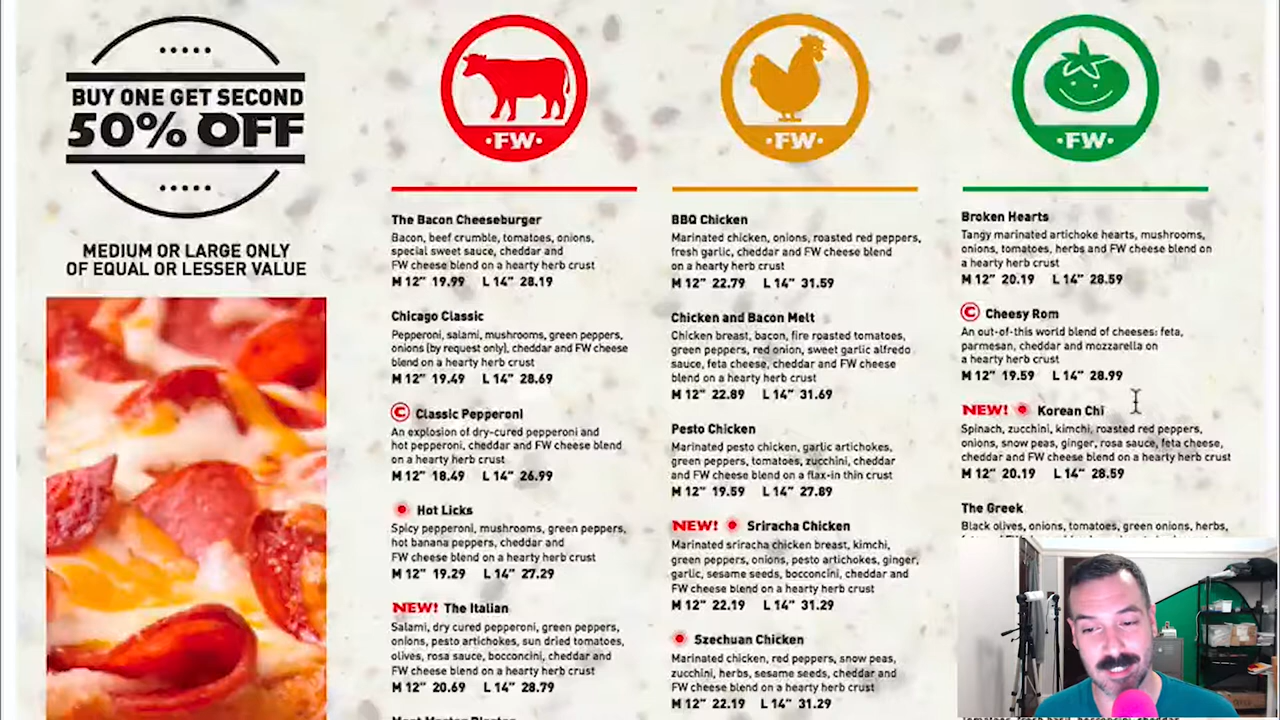 BUY ONE GET SECOND
50% OFF
MEDIUM OR LARGE ONLY
OF EQUAL OR LESSER VALUE
·FW·
The Bacon Cheeseburger
Bacon, beef crumble, tomatoes, onions,
special sweet sauce, cheddar and
FW cheese blend on a hearty herb crust
M 12" 19.99 L 14" 28.19
Chicago Classic
Pepperoni, salami, mushrooms, green peppers,
onions (by request only), cheddar and FW cheese
blend on a hearty herb crust
M 12" 19.49 L 14" 28.69
C Classic Pepperoni
An explosion of dry-cured pepperoni and
hot pepperoni, cheddar and FW cheese blend
on a hearty herb crust
M 12" 18.49 L 14" 26.99
Hot Licks
Spicy pepperoni, mushrooms, green peppers,
hot banana peppers, cheddar and
FW cheese blend on a hearty herb crust
M 12" 19.29 L 14" 27.29
NEW! The Italian
Salami, dry cured pepperoni, green peppers,
onions, pesto artichokes, sun dried tomatoes,
olives, rosa sauce, bocconcini, cheddar and
FW cheese blend on a hearty herb crust
M 12" 20.69 L 14" 28.79
·FW·
BBQ Chicken
Marinated chicken, onions, roasted red peppers,
fresh garlic, cheddar and FW cheese blend
on a hearty herb crust
M 12" 22.79 L 14" 31.59
Chicken and Bacon Melt
Chicken breast, bacon, fire roasted tomatoes,
green peppers, red onion, sweet garlic alfredo
sauce, feta cheese, cheddar and FW cheese
blend on a hearty herb crust
M 12" 22.89 L 14" 31.69
Pesto Chicken
Marinated pesto chicken, garlic artichokes,
green peppers, tomatoes, zucchini, cheddar
and FW cheese blend on a flax-in thin crust
M 12" 19.59 L 14" 27.89
NEW! Sriracha Chicken
Marinated sriracha chicken breast, kimchi,
green peppers, onions, pesto artichokes, ginger,
garlic, sesame seeds, bocconcini, cheddar and
FW cheese blend on a hearty herb crust
M 12" 22.19 L 14" 31.29
Szechuan Chicken
Marinated chicken, red peppers, snow peas,
zucchini, herbs, sesame seeds, cheddar and
FW cheese blend on a hearty herb crust
M 12" 22.19 L 14" 31.29
·FW·
Broken Hearts
Tangy marinated artichoke hearts, mushrooms,
onions, tomatoes, herbs and FW cheese blend on
a hearty herb crust
M 12" 20.19 L 14" 28.59
C Cheesy Rom
An out-of-this world blend of cheeses: feta,
parmesan, cheddar and mozzarella on
a hearty herb crust
M 12" 19.59 L 14" 28.99
NEW! Korean Chi
Spinach, zucchini, kimchi, roasted red peppers,
onions, snow peas, ginger, rosa sauce, feta cheese,
cheddar and FW cheese blend on a hearty herb crust
M 12" 20.19 L 14" 28.59
The Greek
Black olives, onions, tomatoes, green onions, herbs,